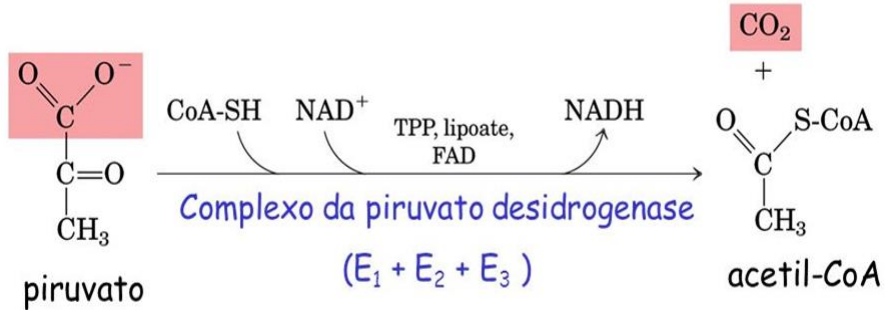 CO₂
+
O O⁻
C
CoA-SH NAD⁺ NADH
TPP, lipoate,
FAD
O S-CoA
C
C=O
CH₃
Complexo da piruvato desidrogenase
(E₁ + E₂ + E₃ )
CH₃
piruvato
acetil-CoA